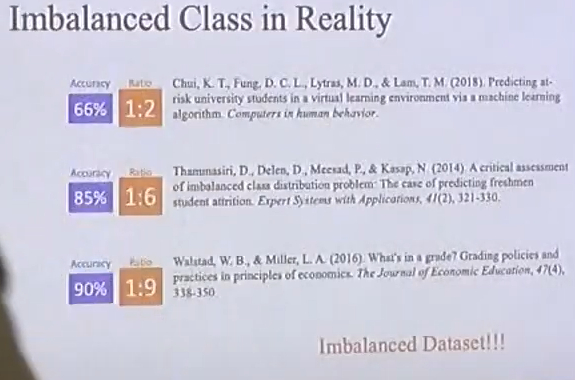 Imbalanced Class in Reality
Accuracy Ratio
66% 1:2
Chui, K. T., Fung, D. C. L., Lytras, M. D., & Lam, T. M. (2018). Predicting at-
risk university students in a virtual learning environment via a machine learning
algorithm. Computers in human behavior.
Accuracy Ratio
85% 1:6
Thammasiri, D., Delen, D., Meesad, P., & Kasap, N. (2014). A critical assessment
of imbalanced class distribution problem: The case of predicting freshmen
student attrition. Expert Systems with Applications, 41(2), 321-330.
Accuracy Ratio
90% 1:9
Walstad, W. B., & Miller, L. A. (2016). What's in a grade? Grading policies and
practices in principles of economics. The Journal of Economic Education, 47(4),
338-350.
Imbalanced Dataset!!!